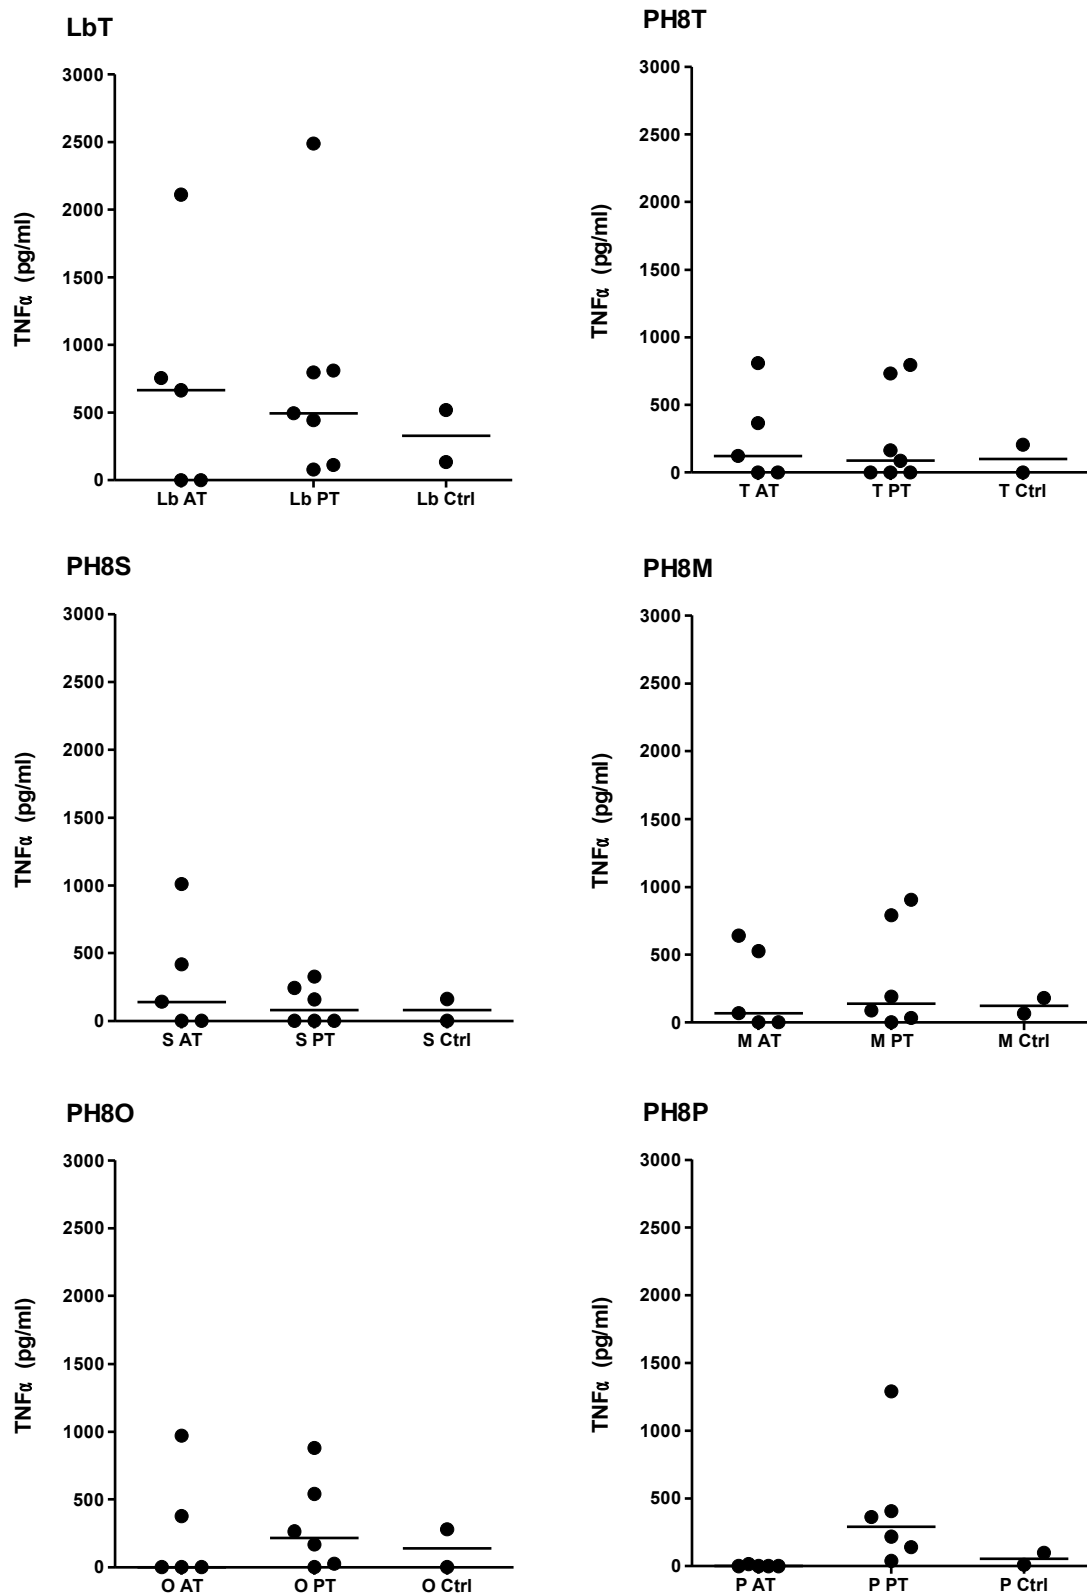 LbT
3000
2500
2000
1500
1000
500
0
TNFα (pg/ml)
Lb AT Lb PT Lb Ctrl
PH8T
3000
2500
2000
1500
1000
500
0
TNFα (pg/ml)
T AT T PT T Ctrl
PH8S
3000
2500
2000
1500
1000
500
0
TNFα (pg/ml)
S AT S PT S Ctrl
PH8M
3000
2500
2000
1500
1000
500
0
TNFα (pg/ml)
M AT M PT M Ctrl
PH8O
3000
2500
2000
1500
1000
500
0
TNFα (pg/ml)
O AT O PT O Ctrl
PH8P
3000
2500
2000
1500
1000
500
0
TNFα (pg/ml)
P AT P PT P Ctrl